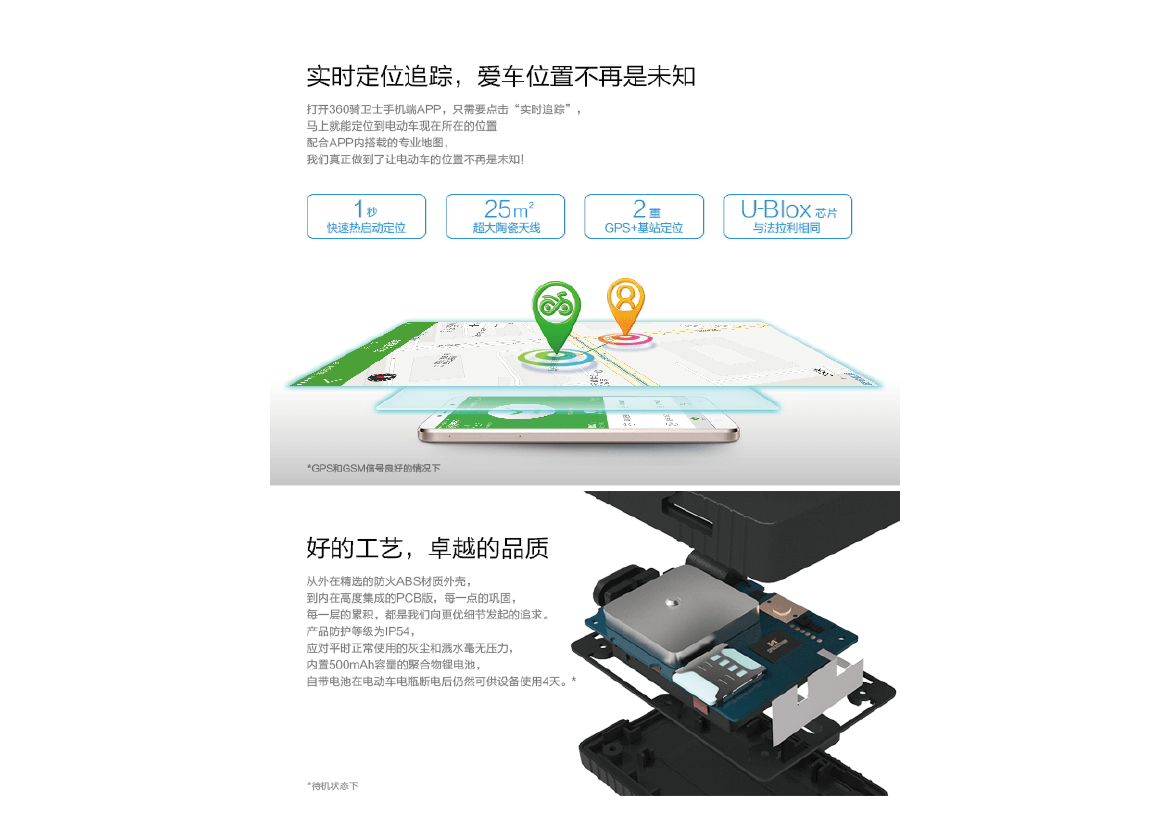 实时定位追踪，爱车位置不再是未知
打开360骑卫士手机端APP，只需要点击“实时追踪”，
马上就能定位到电动车现在所在的位置
配合APP内搭载的专业地图，
我们真正做到了让电动车的位置不再是未知！
1秒
快速热启动定位
25m²
超大陶瓷天线
2重
GPS+基站定位
U-Blox芯片
与法拉利相同
*GPS和GSM信号良好的情况下
好的工艺，卓越的品质
从外在精选的防火ABS材质外壳，
到内在高度集成的PCB版，每一点的巩固，
每一层的累积，都是我们向更优细节发起的追求。
产品防护等级为IP54，
应对平时正常使用的灰尘和溅水毫无压力，
内置500mAh容量的聚合物锂电池，
自带电池在电动车电瓶断电后仍然可供设备使用4天。*
*待机状态下